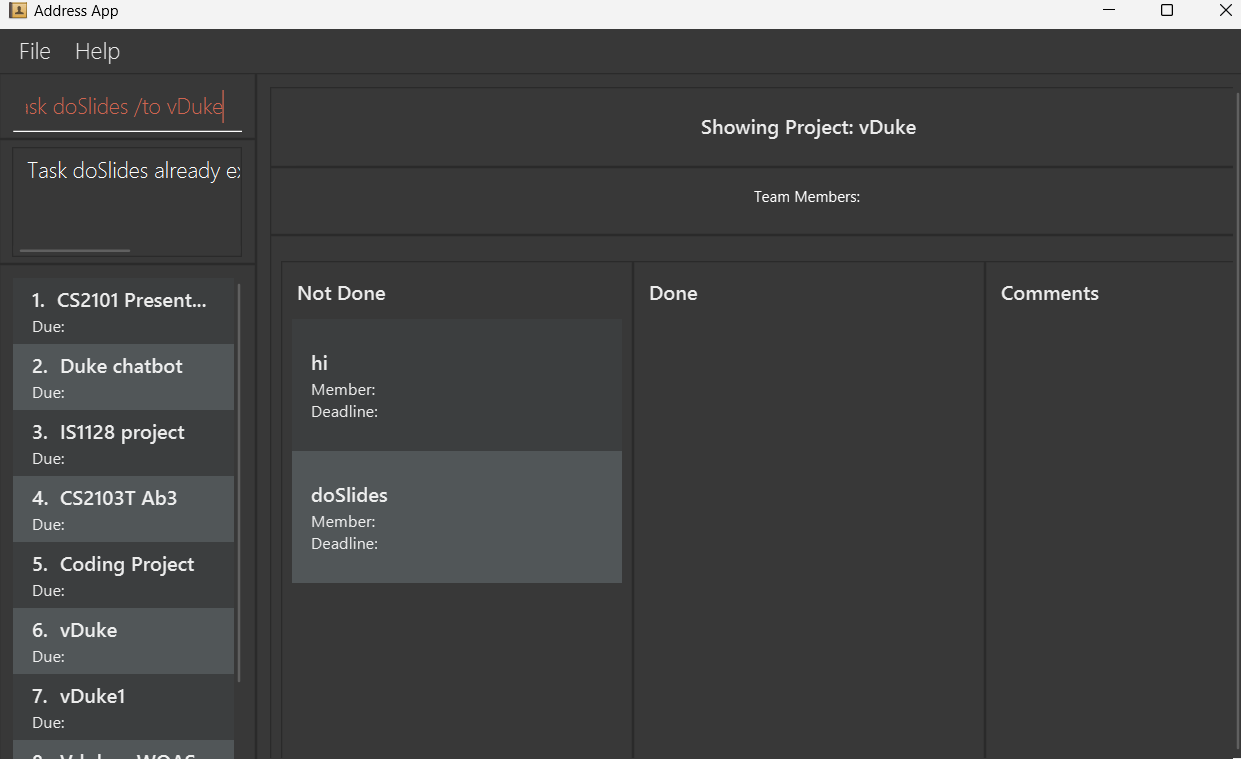 Address App
File Help
ask doSlides /to vDuke
Task doSlides already ex
1. CS2101 Present...
Due:
2. Duke chatbot
Due:
3. IS1128 project
Due:
4. CS2103T Ab3
Due:
5. Coding Project
Due:
6. vDuke
Due:
7. vDuke1
Due:
Showing Project: vDuke
Team Members:
Not Done
hi
Member:
Deadline:
doSlides
Member:
Deadline:
Done
Comments